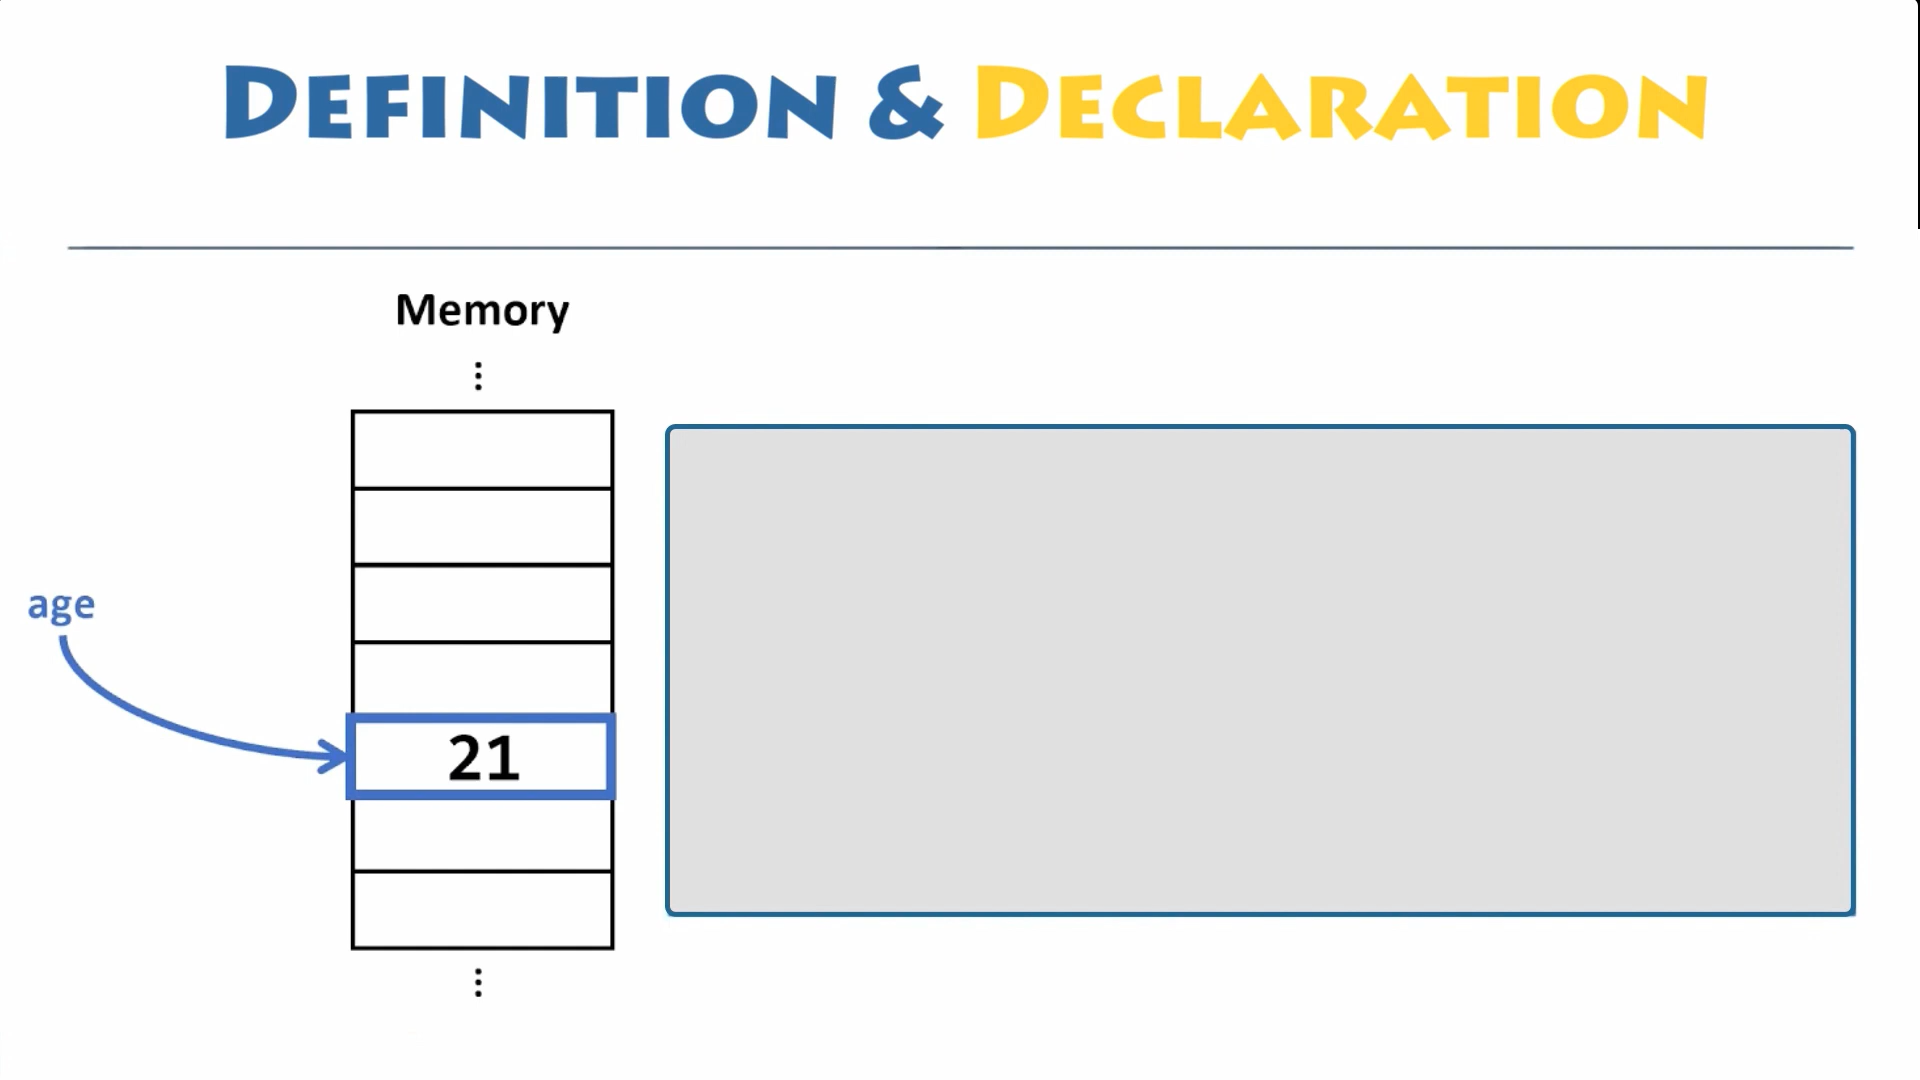 DEFINITION & DECLARATION
Memory
⋮
age
21
⋮